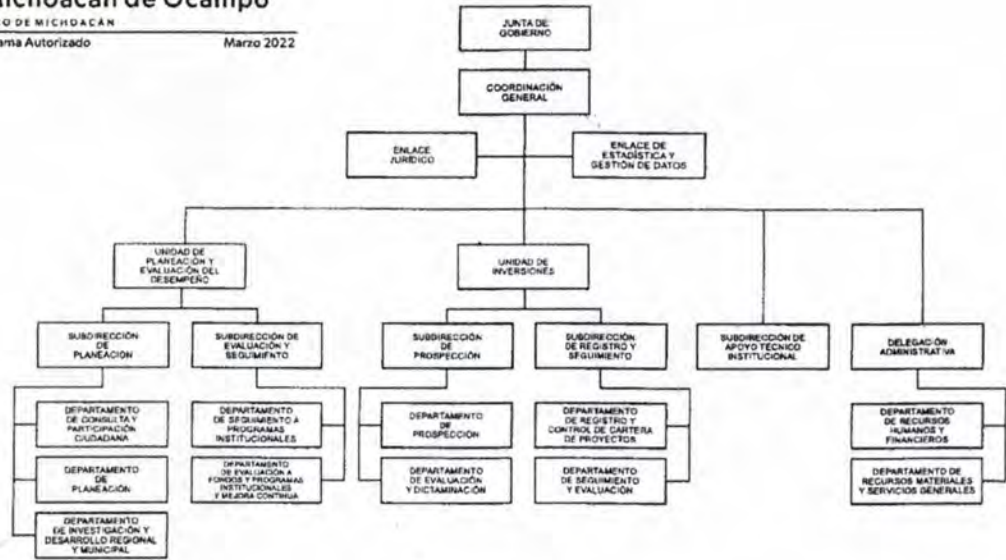 Michoacán de Ocampo
O DE MICHOACÁN
ama Autorizado Marzo 2022
JUNTA DE
GOBIERNO
COORDINACIÓN
GENERAL
ENLACE
JURÍDICO
ENLACE DE
ESTADÍSTICA Y
GESTIÓN DE DATOS
UNIDAD DE
PLANEACIÓN Y
EVALUACIÓN DEL
DESEMPEÑO
UNIDAD DE
INVERSIONES
SUBDIRECCIÓN
DE
PLANEACIÓN
SUBDIRECCIÓN DE
EVALUACIÓN Y
SEGUIMIENTO
SUBDIRECCIÓN
DE
PROSPECCIÓN
SUBDIRECCIÓN
DE REGISTRO Y
SEGUIMIENTO
SUBDIRECCIÓN DE
APOYO TÉCNICO
INSTITUCIONAL
DELEGACIÓN
ADMINISTRATIVA
DEPARTAMENTO
DE CONSULTA Y
PARTICIPACIÓN
CIUDADANA
DEPARTAMENTO
DE SEGUIMIENTO A
PROGRAMAS
INSTITUCIONALES
DEPARTAMENTO
DE
PROSPECCIÓN
DEPARTAMENTO
DE REGISTRO Y
CONTROL DE CARTERA
DE PROYECTOS
DEPARTAMENTO
DE RECURSOS
HUMANOS Y
FINANCIEROS
DEPARTAMENTO
DE
PLANEACIÓN
DEPARTAMENTO
DE EVALUACIÓN A
FONDOS Y PROGRAMAS
INSTITUCIONALES
Y MEJORA CONTINUA
DEPARTAMENTO
DE EVALUACIÓN
Y DICTAMINACIÓN
DEPARTAMENTO
DE SEGUIMIENTO
Y EVALUACIÓN
DEPARTAMENTO DE
RECURSOS MATERIALES
Y SERVICIOS GENERALES
DEPARTAMENTO
DE INVESTIGACIÓN Y
DESARROLLO REGIONAL
Y MUNICIPAL